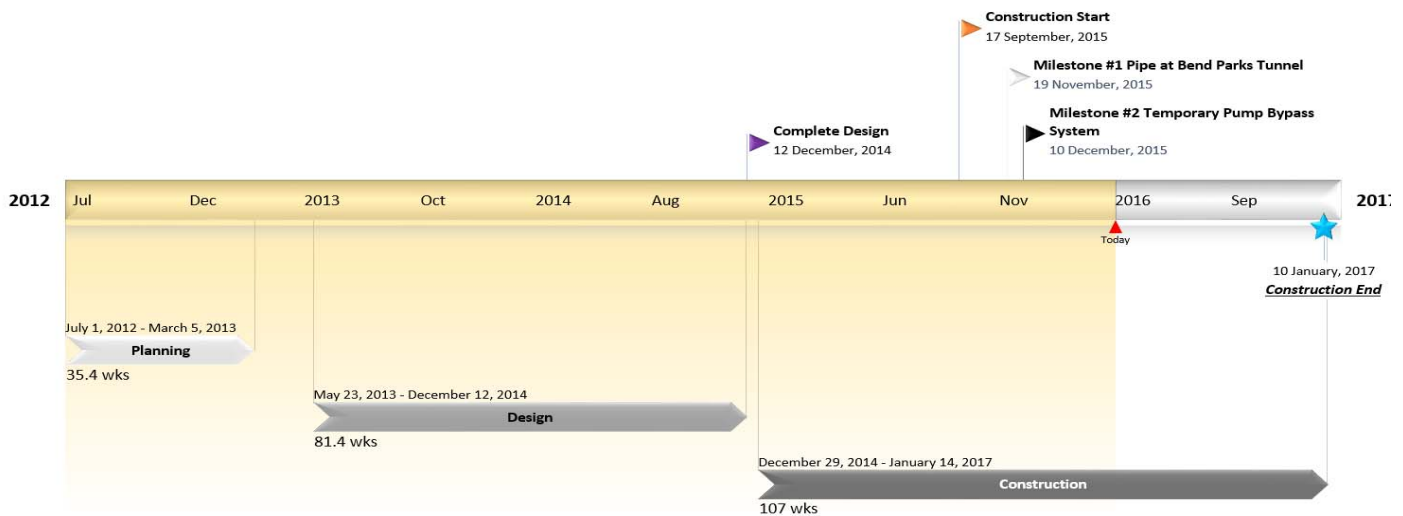 Construction Start
17 September, 2015
Milestone #1 Pipe at Bend Parks Tunnel
19 November, 2015
Milestone #2 Temporary Pump Bypass
System
10 December, 2015
Complete Design
12 December, 2014
2012 Jul Dec 2013 Oct 2014 Aug 2015 Jun Nov 2016 Sep 2017
Today
10 January, 2017
Construction End
July 1, 2012 - March 5, 2013
Planning
35.4 wks
May 23, 2013 - December 12, 2014
Design
81.4 wks
December 29, 2014 - January 14, 2017
Construction
107 wks